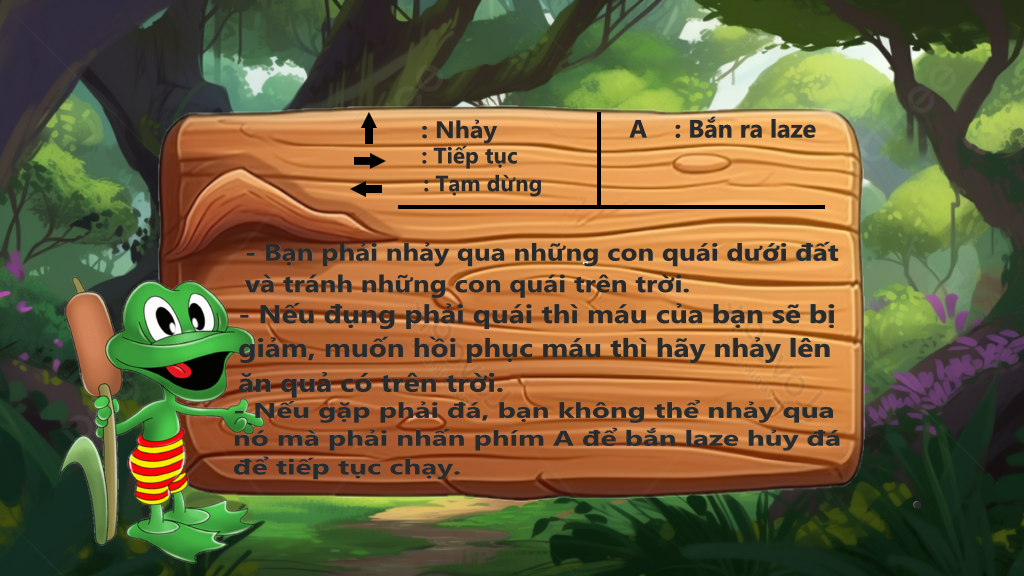 : Nhảy
: Tiếp tục
: Tạm dừng
A : Bắn ra laze
- Bạn phải nhảy qua những con quái dưới đất
và tránh những con quái trên trời.
- Nếu đụng phải quái thì máu của bạn sẽ bị
giảm, muốn hồi phục máu thì hãy nhảy lên
ăn quả có trên trời.
- Nếu gặp phải đá, bạn không thể nhảy qua
nó mà phải nhấn phím A để bắn laze hủy đá
để tiếp tục chạy.